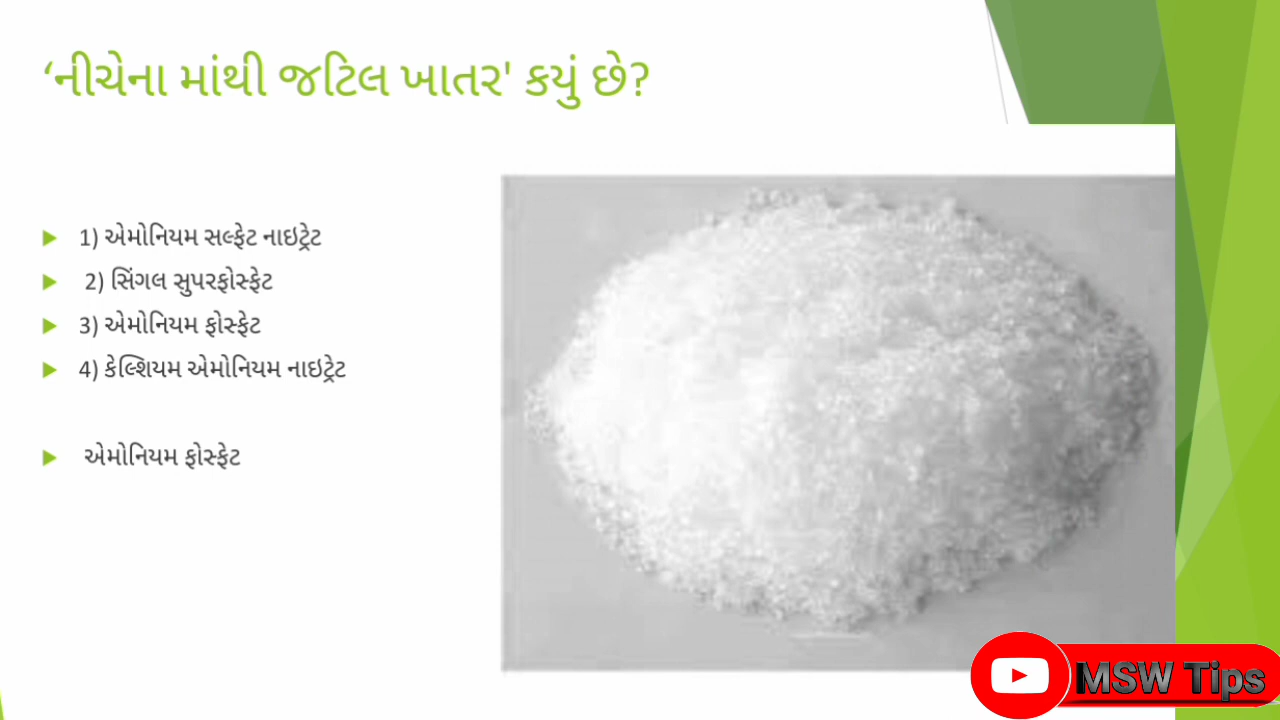 ‘નીચેના માંથી જટિલ ખાતર' કયું છે?
1) એમોનિયમ સલ્ફેટ નાઇટ્રેટ
2) સિંગલ સુપરફોસ્ફેટ
3) એમોનિયમ ફોસ્ફેટ
4) કેલ્શિયમ એમોનિયમ નાઇટ્રેટ
એમોનિયમ ફોસ્ફેટ
MSW Tips